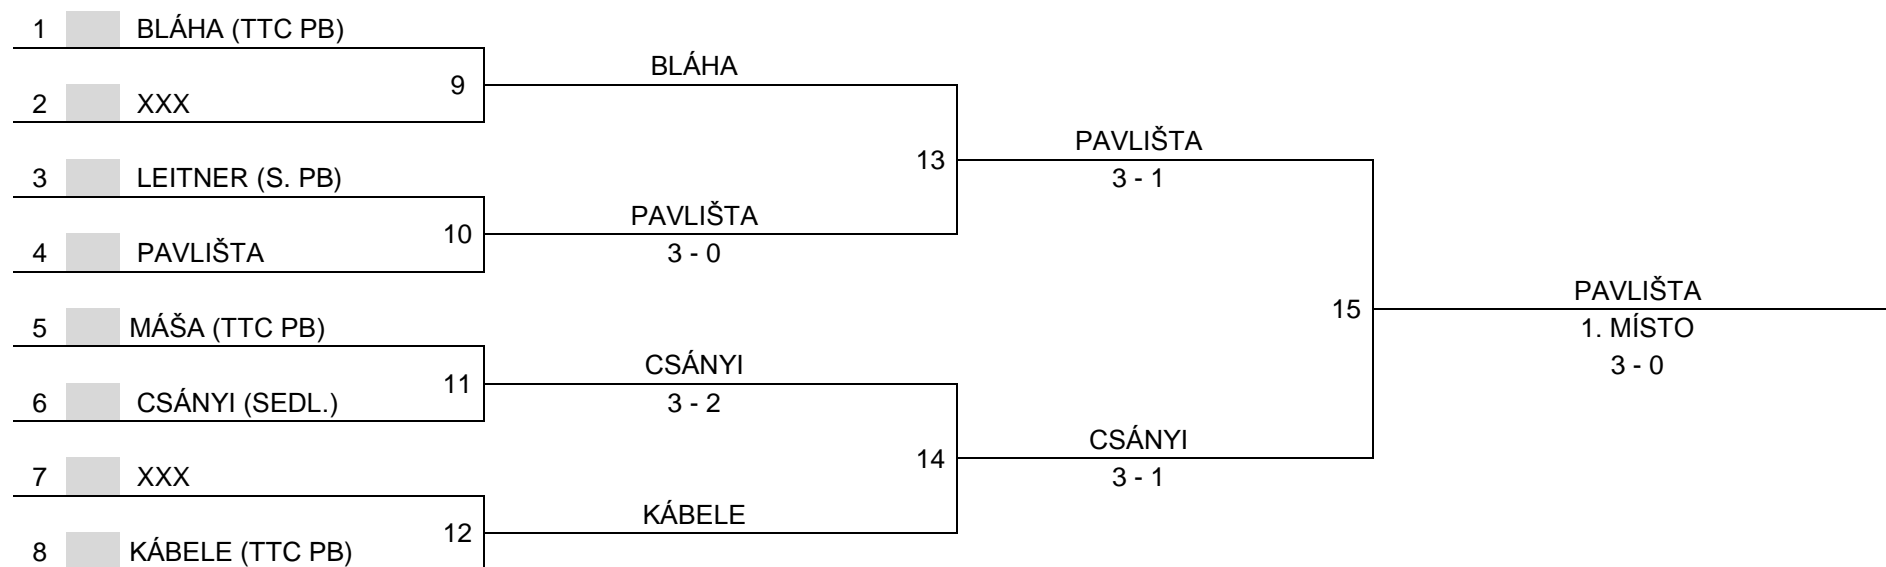 1 BLÁHA (TTC PB)
BLÁHA
9
2 XXX
PAVLIŠTA
13
3 LEITNER (S. PB)
3 - 1
PAVLIŠTA
10
4 PAVLIŠTA
3 - 0
PAVLIŠTA
15
5 MÁŠA (TTC PB)
1. MÍSTO
CSÁNYI
3 - 0
11
6 CSÁNYI (SEDL.)
3 - 2
CSÁNYI
14
7 XXX
3 - 1
KÁBELE
12
8 KÁBELE (TTC PB)